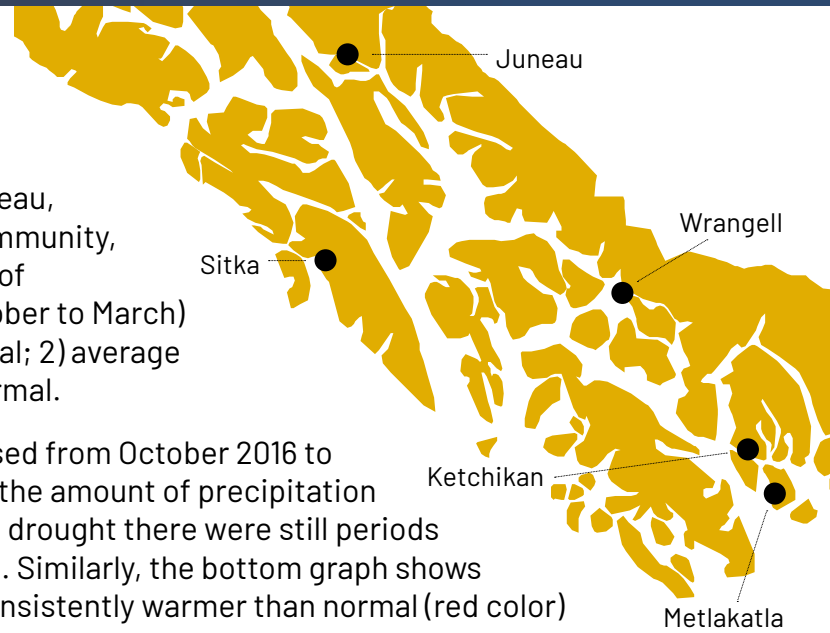 Juneau
eau,
mmunity,
of
ober to March)
al; 2) average
rmal.
Wrangell
Sitka
sed from October 2016 to
the amount of precipitation
drought there were still periods
. Similarly, the bottom graph shows
nsistently warmer than normal (red color)
Ketchikan
Metlakatla